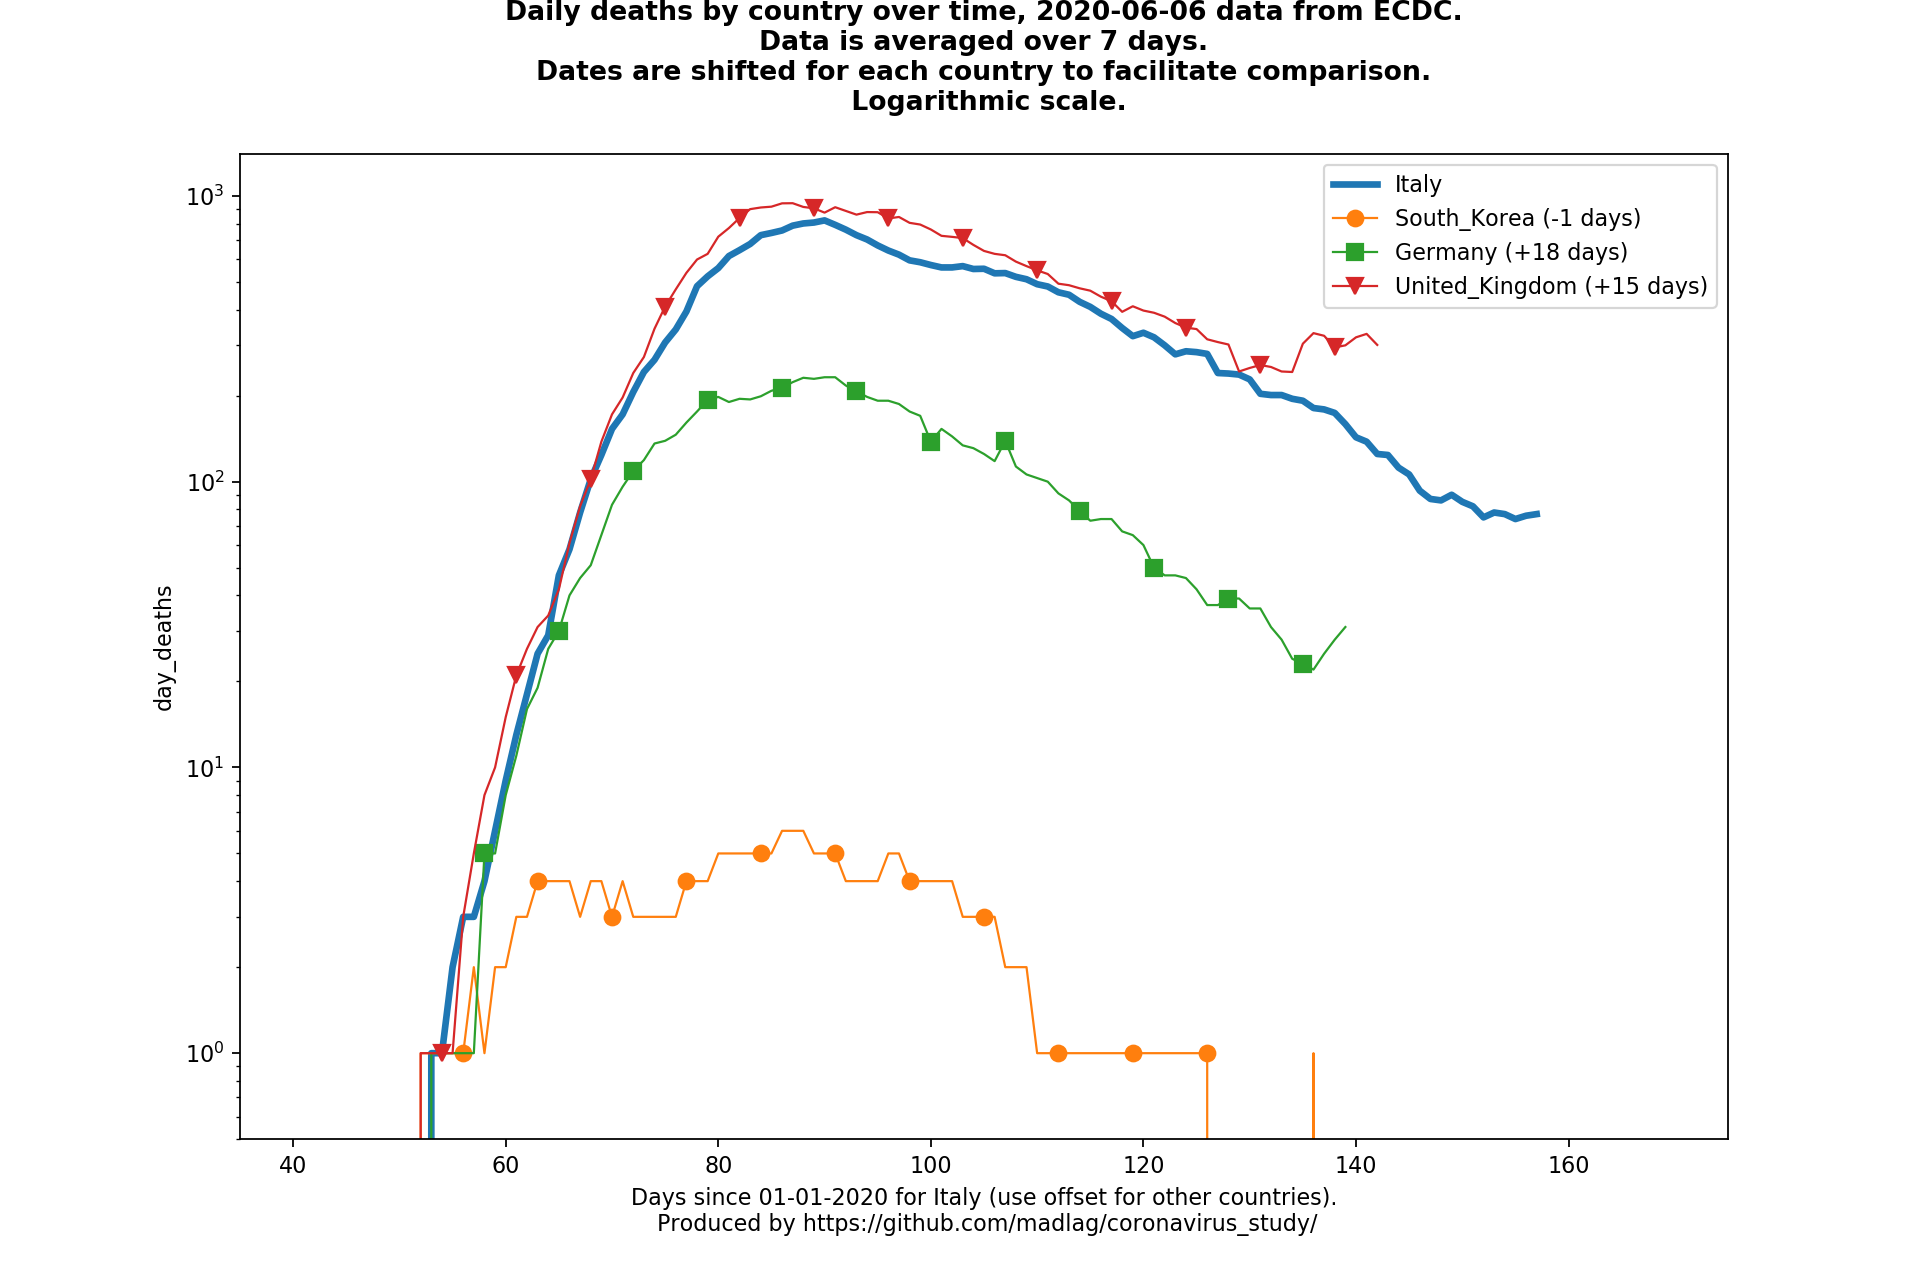 Daily deaths by country over time, 2020-06-06 data from ECDC.
Data is averaged over 7 days.
Dates are shifted for each country to facilitate comparison.
Logarithmic scale.
Italy
South_Korea (-1 days)
Germany (+18 days)
United_Kingdom (+15 days)
10³
10²
10¹
10⁰
day_deaths
40 60 80 100 120 140 160
Days since 01-01-2020 for Italy (use offset for other countries).
Produced by https://github.com/madlag/coronavirus_study/